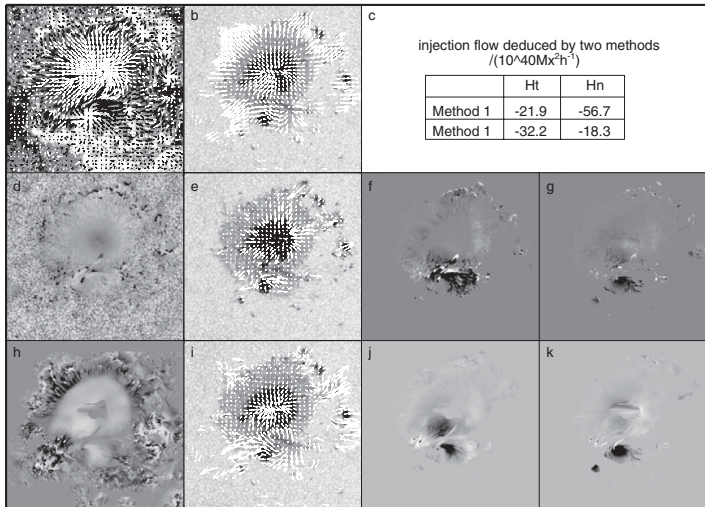 a
b
c
injection flow deduced by two methods
/(10^40Mx²h⁻¹)
Ht Hn
Method 1 -21.9 -56.7
Method 1 -32.2 -18.3
d
e
f
g
h
i
j
k